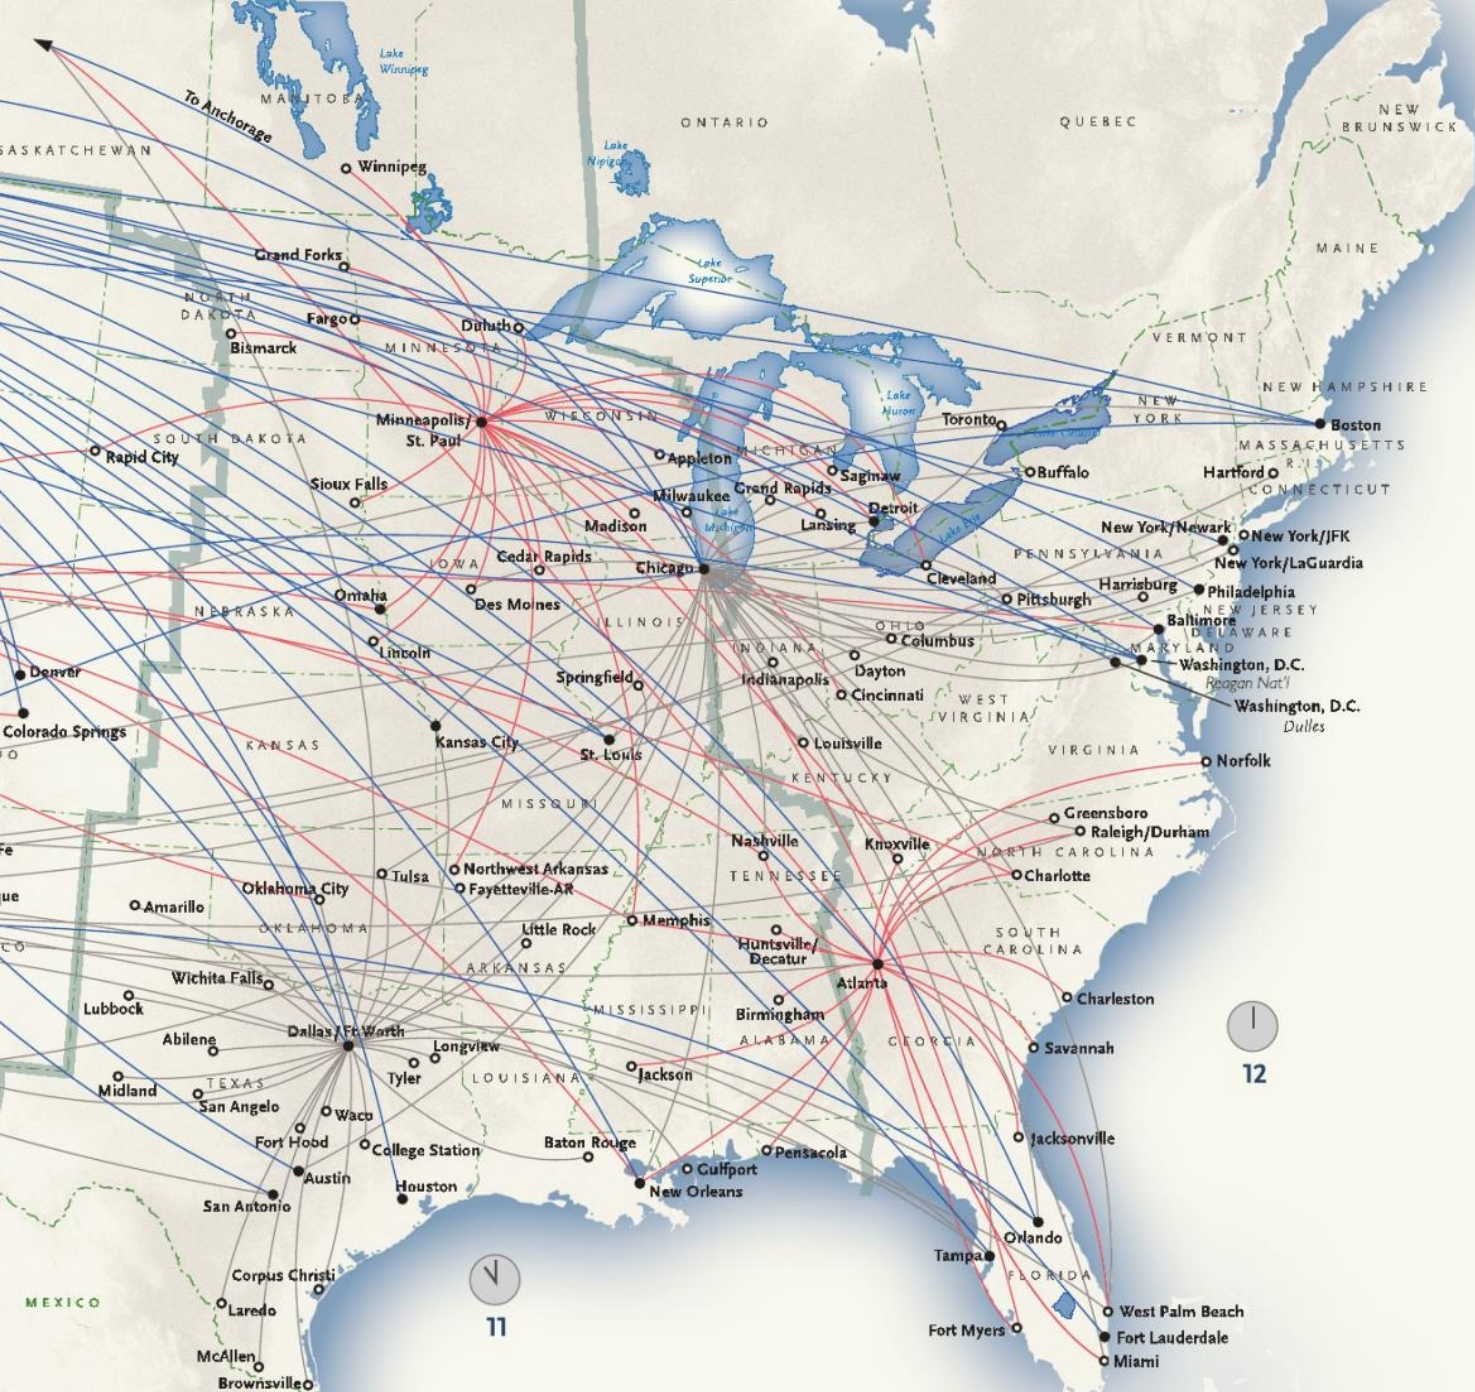 Lake
Winnipeg
MANITOBA
To Anchorage
SASKATCHEWAN
ONTARIO
QUEBEC
NEW
BRUNSWICK
Lake
Nipigon
Winnipeg
MAINE
Grand Forks
Lake
Superior
NORTH
DAKOTA
Fargo
Duluth
Bismarck
MINNESOTA
VERMONT
NEW HAMPSHIRE
Lake
Huron
NEW
YORK
Minneapolis/
St. Paul
WISCONSIN
Toronto
Lake Ontario
Boston
SOUTH DAKOTA
MASSACHUSETTS
R.I.
Rapid City
Appleton
MICHIGAN
Saginaw
Buffalo
Hartford
CONNECTICUT
Sioux Falls
Milwaukee
Grand Rapids
Madison
Lake
Michigan
Lansing
Detroit
Lake Erie
New York/Newark
New York/JFK
PENNSYLVANIA
New York/LaGuardia
IOWA
Cedar Rapids
Chicago
Cleveland
Harrisburg
Omaha
Des Moines
Pittsburgh
Philadelphia
NEBRASKA
NEW JERSEY
ILLINOIS
OHIO
Baltimore
DELAWARE
Columbus
MARYLAND
Lincoln
INDIANA
Denver
Springfield
Indianapolis
Dayton
Washington, D.C.
Reagan Nat'l
Cincinnati
WEST
VIRGINIA
Washington, D.C.
Dulles
Colorado Springs
KANSAS
Kansas City
St. Louis
Louisville
VIRGINIA
O
Norfolk
KENTUCKY
MISSOURI
Greensboro
Raleigh/Durham
Fe
Nashville
Knoxville
NORTH CAROLINA
Tulsa
Northwest Arkansas
TENNESSEE
Charlotte
Oklahoma City
Fayetteville-AR
que
Amarillo
Memphis
OKLAHOMA
Little Rock
Huntsville/
Decatur
SOUTH
CAROLINA
CO
ARKANSAS
Wichita Falls
Atlanta
Lubbock
MISSISSIPPI
Birmingham
Charleston
Dallas/Ft Worth
ALABAMA
GEORGIA
Abilene
Longview
Savannah
Midland
TEXAS
Tyler
LOUISIANA
Jackson
12
San Angelo
Waco
Fort Hood
College Station
Baton Rouge
Jacksonville
Pensacola
Austin
Gulfport
San Antonio
Houston
New Orleans
Orlando
Tampa
Corpus Christi
FLORIDA
MEXICO
Laredo
11
West Palm Beach
Fort Myers
Fort Lauderdale
McAllen
Miami
Brownsville